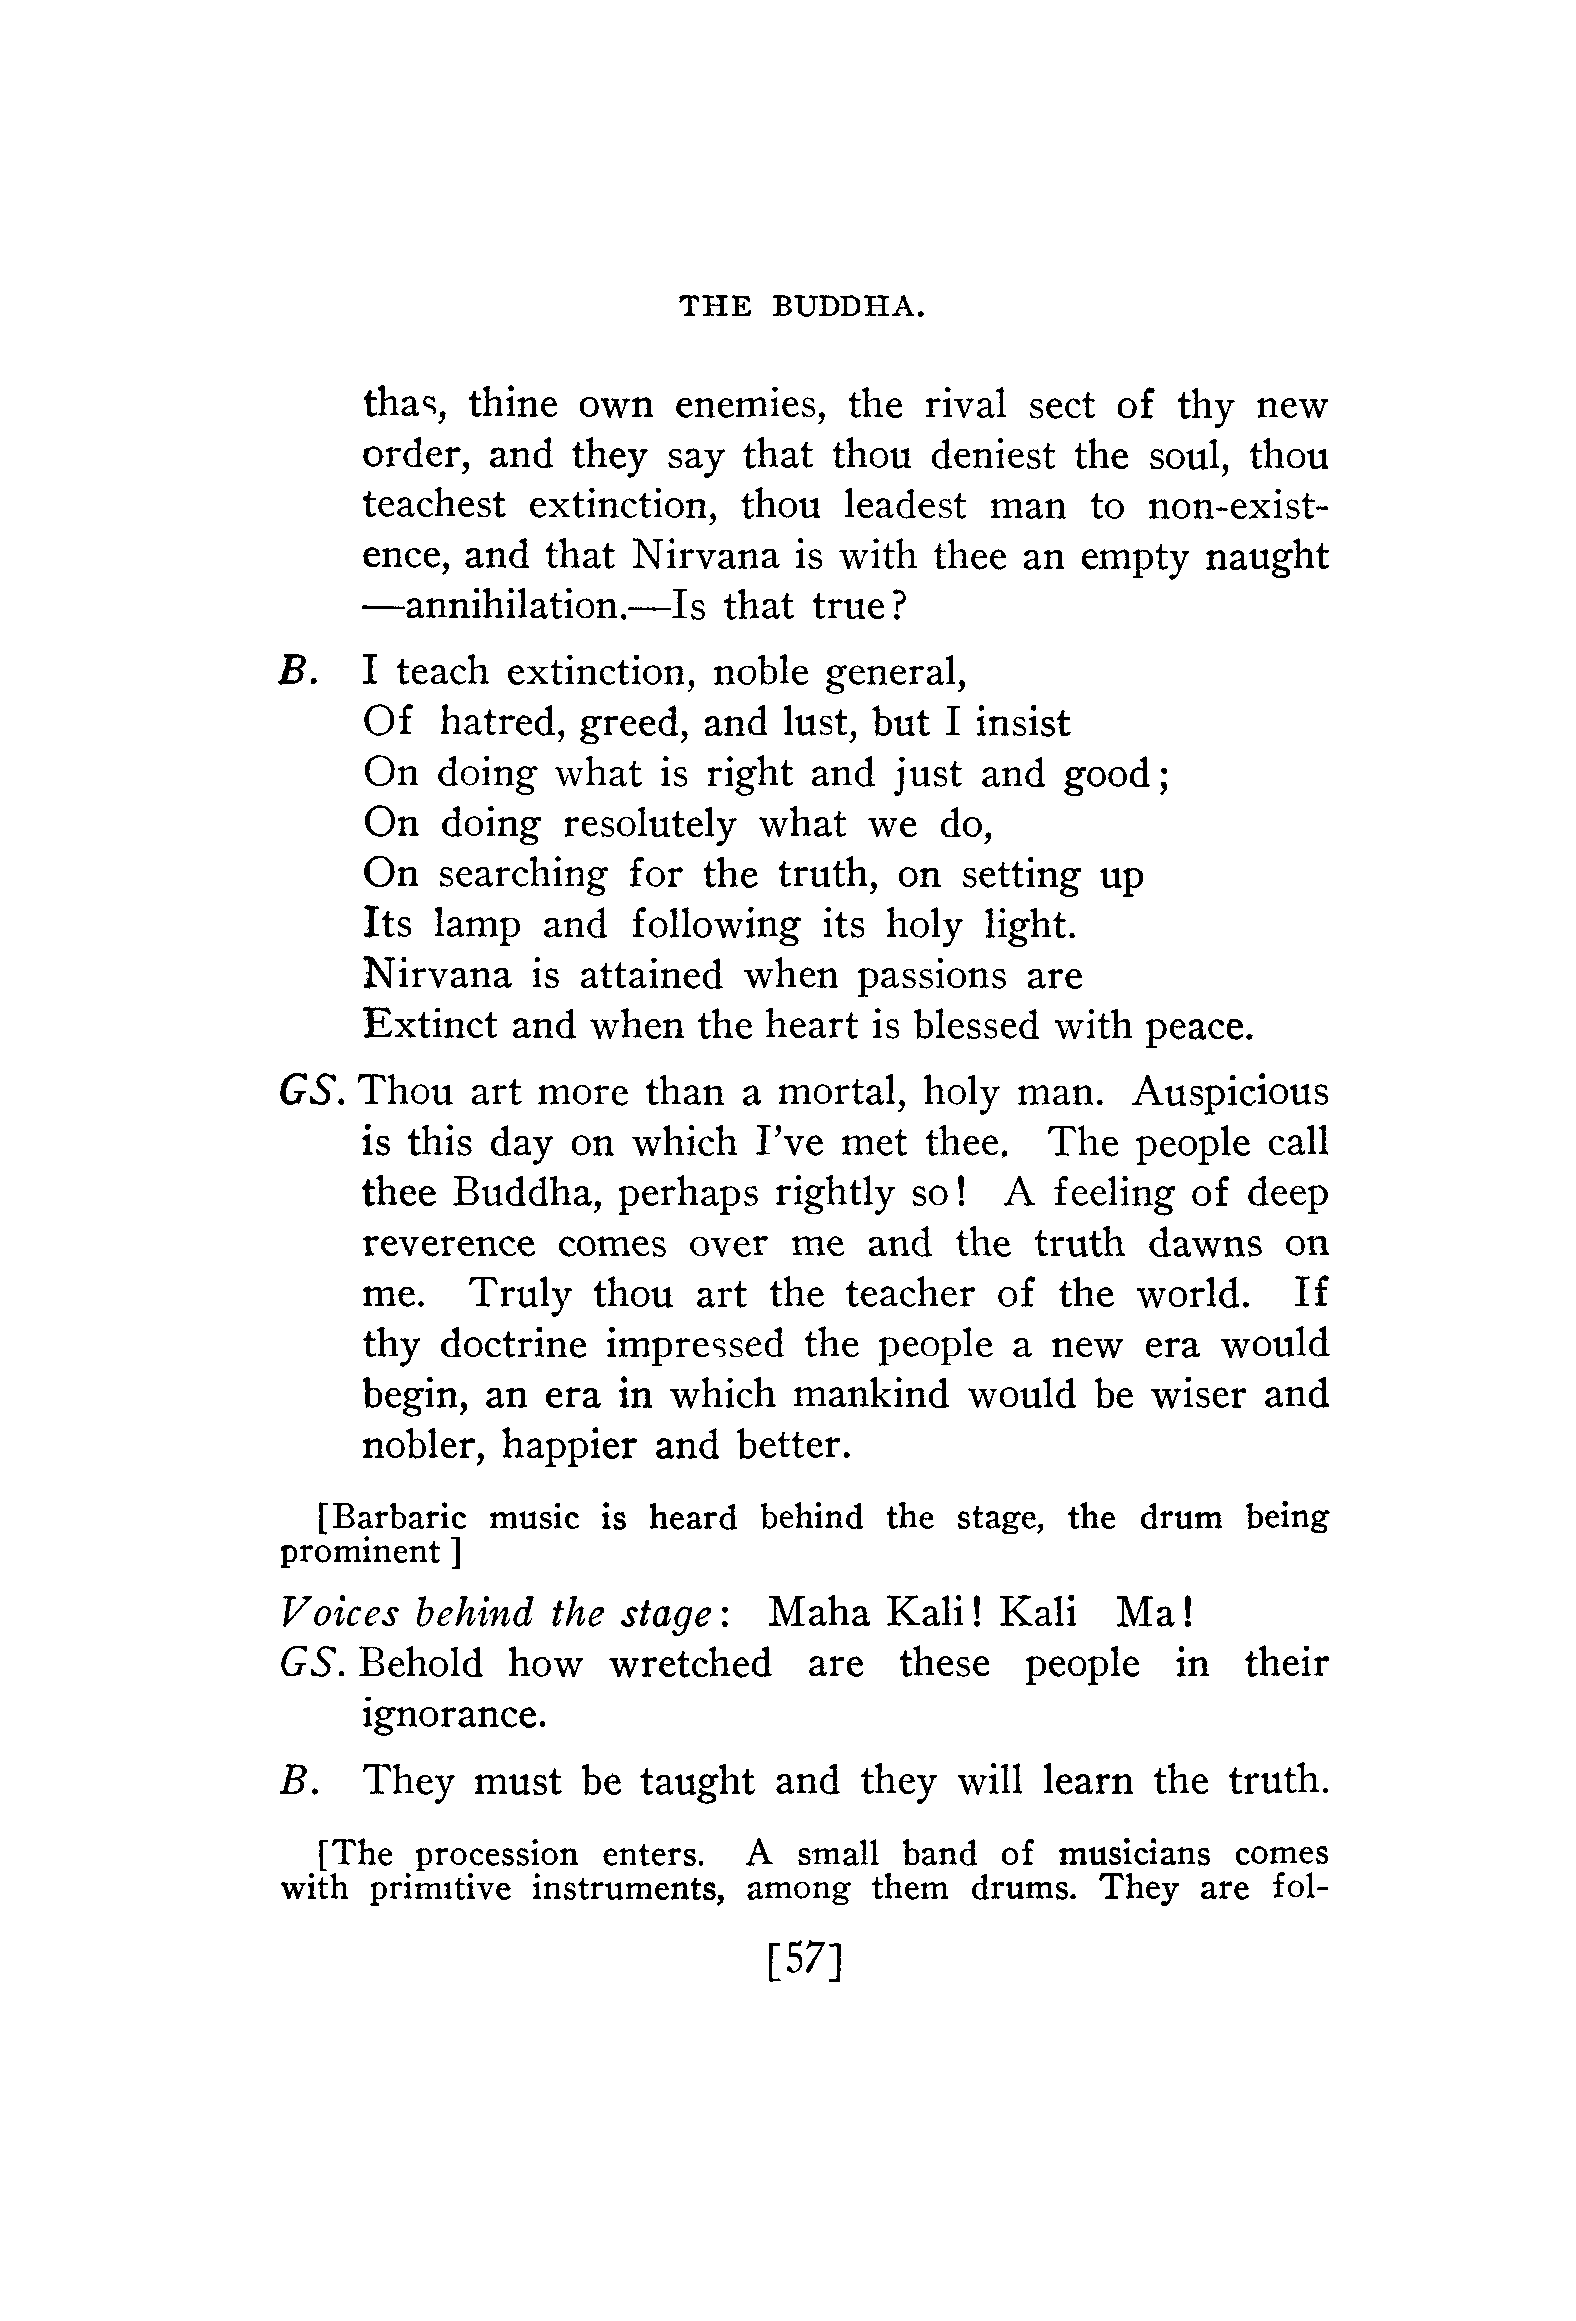 THE BUDDHA.
thas, thine own enemies, the rival sect of thy new
order, and they say that thou deniest the soul, thou
teachest extinction, thou leadest man to non-exist-
ence, and that Nirvana is with thee an empty naught
—annihilation.—Is that true?
B. I teach extinction, noble general,
Of hatred, greed, and lust, but I insist
On doing what is right and just and good;
On doing resolutely what we do,
On searching for the truth, on setting up
Its lamp and following its holy light.
Nirvana is attained when passions are
Extinct and when the heart is blessed with peace.
GS. Thou art more than a mortal, holy man. Auspicious
is this day on which I've met thee. The people call
thee Buddha, perhaps rightly so! A feeling of deep
reverence comes over me and the truth dawns on
me. Truly thou art the teacher of the world. If
thy doctrine impressed the people a new era would
begin, an era in which mankind would be wiser and
nobler, happier and better.
[Barbaric music is heard behind the stage, the drum being
prominent]
Voices behind the stage: Maha Kali! Kali Ma!
GS. Behold how wretched are these people in their
ignorance.
B. They must be taught and they will learn the truth.
[The procession enters. A small band of musicians comes
with primitive instruments, among them drums. They are fol-
[57]